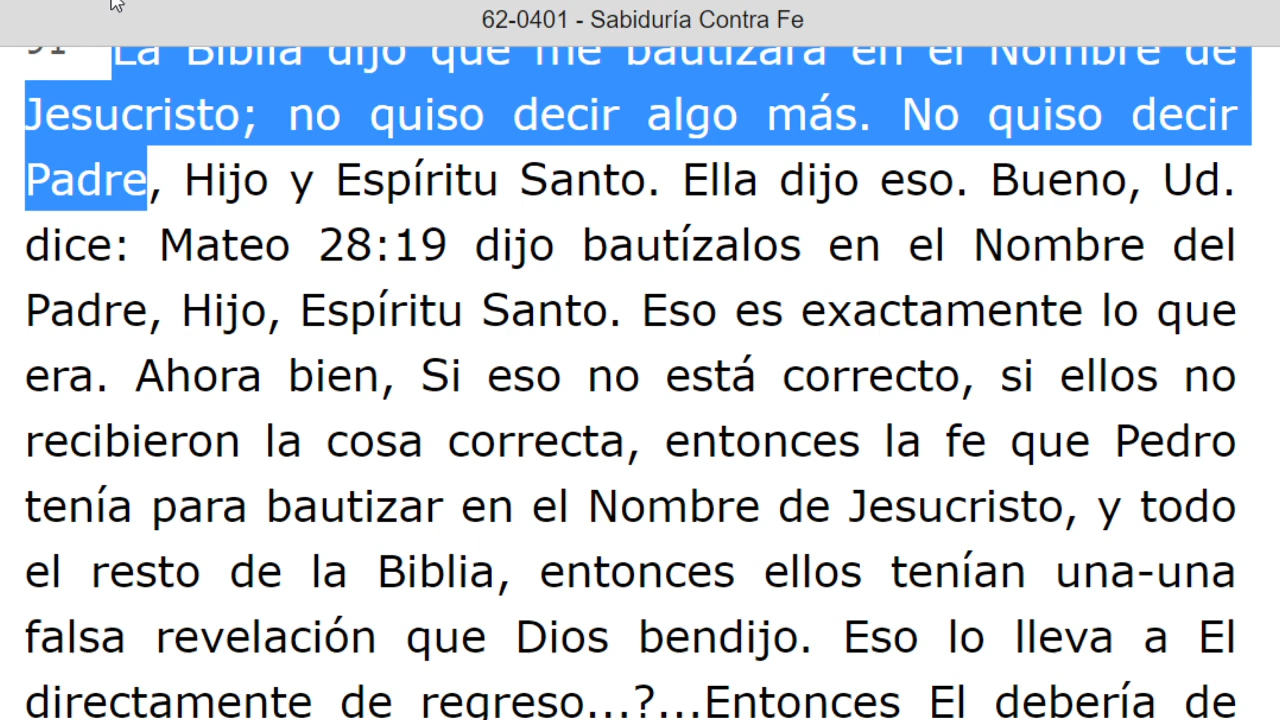 62-0401 - Sabiduría Contra Fe
91 La Biblia dijo que me bautizara en el Nombre de
Jesucristo; no quiso decir algo más. No quiso decir
Padre, Hijo y Espíritu Santo. Ella dijo eso. Bueno, Ud.
dice: Mateo 28:19 dijo bautízalos en el Nombre del
Padre, Hijo, Espíritu Santo. Eso es exactamente lo que
era. Ahora bien, Si eso no está correcto, si ellos no
recibieron la cosa correcta, entonces la fe que Pedro
tenía para bautizar en el Nombre de Jesucristo, y todo
el resto de la Biblia, entonces ellos tenían una-una
falsa revelación que Dios bendijo. Eso lo lleva a El
directamente de regreso...?...Entonces El debería de